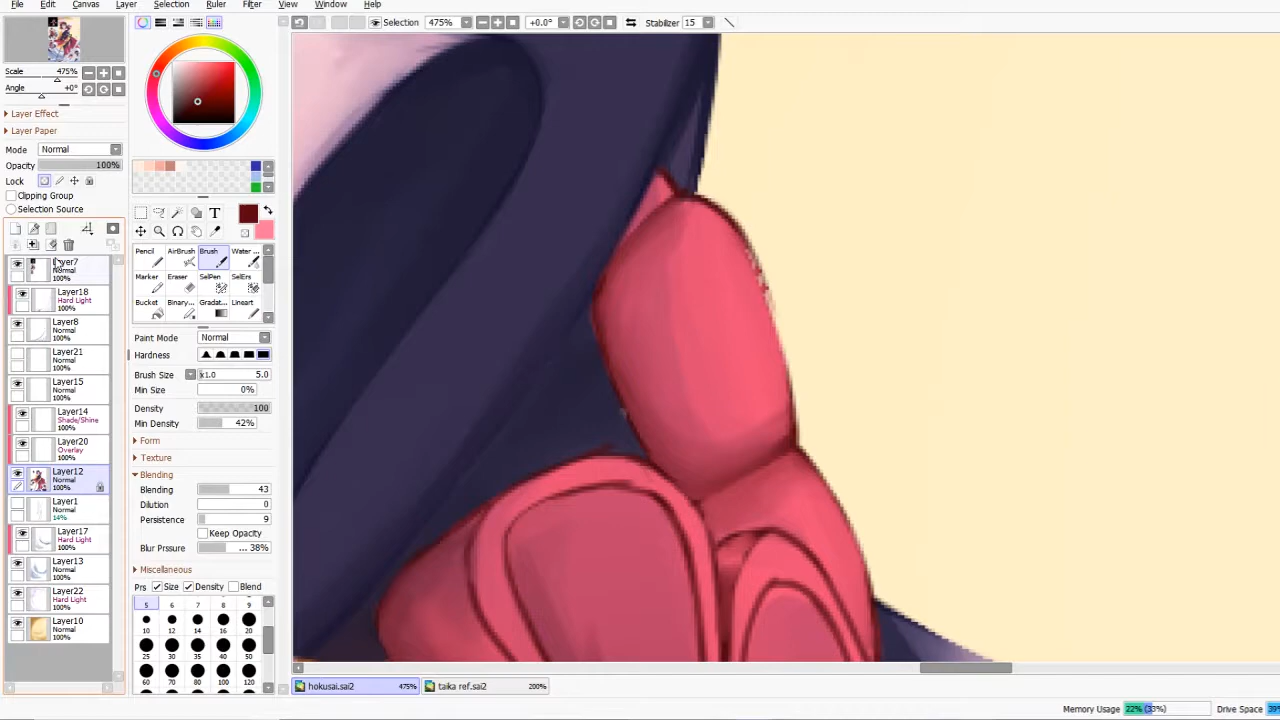 File Edit Canvas Layer Selection Ruler Filter View Window Help
Selection 475% +0.0° Stabilizer 15
Scale 475%
Angle +0°
Layer Effect
Layer Paper
Mode Normal
Opacity 100%
Lock
Clipping Group
Selection Source
Layer7
Normal
100%
Layer18
Hard Light
100%
Layer8
Normal
100%
Layer21
Normal
100%
Layer15
Normal
100%
Layer14
Shade/Shine
100%
Layer20
Overlay
100%
Layer12
Normal
100%
Layer1
Normal
14%
Layer17
Hard Light
100%
Layer13
Normal
100%
Layer22
Hard Light
100%
Layer10
Normal
100%
T
Pencil AirBrush Brush Water ...
Marker Eraser SelPen SelErs
Bucket Binary... Gradat... Lineart
Paint Mode Normal
Hardness
Brush Size x1.0 5.0
Min Size 0%
Density 100
Min Density 42%
Form
Texture
Blending
Blending 43
Dilution 0
Persistence 9
Keep Opacity
Blur Prssure ... 38%
Miscellaneous
Prs Size Density Blend
5 6 7 8 9
10 12 14 16 20
25 30 35 40 50
60 70 80 100 120
hokusai.sai2 475% taika ref.sai2 200%
Memory Usage 22% (33%) Drive Space 39%